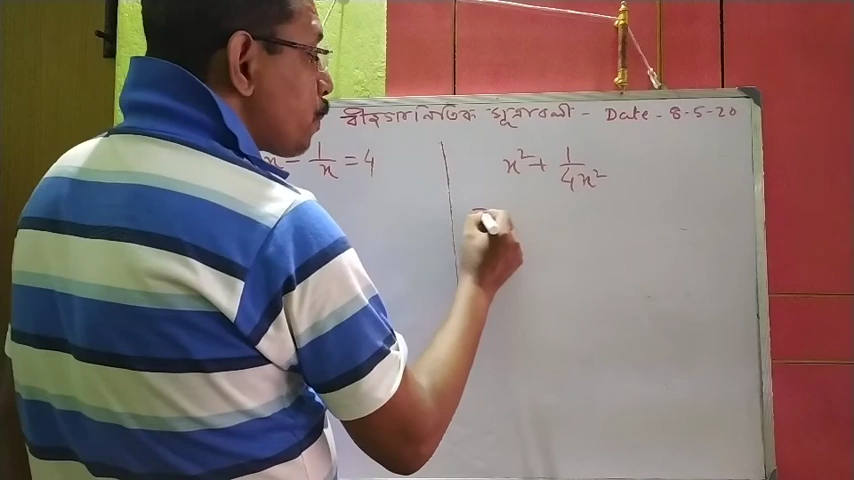 বীজগানিতিক সূত্রাবলী - Date - 8-5-20
x - 1/x = 4
x² + 1/4x²
=